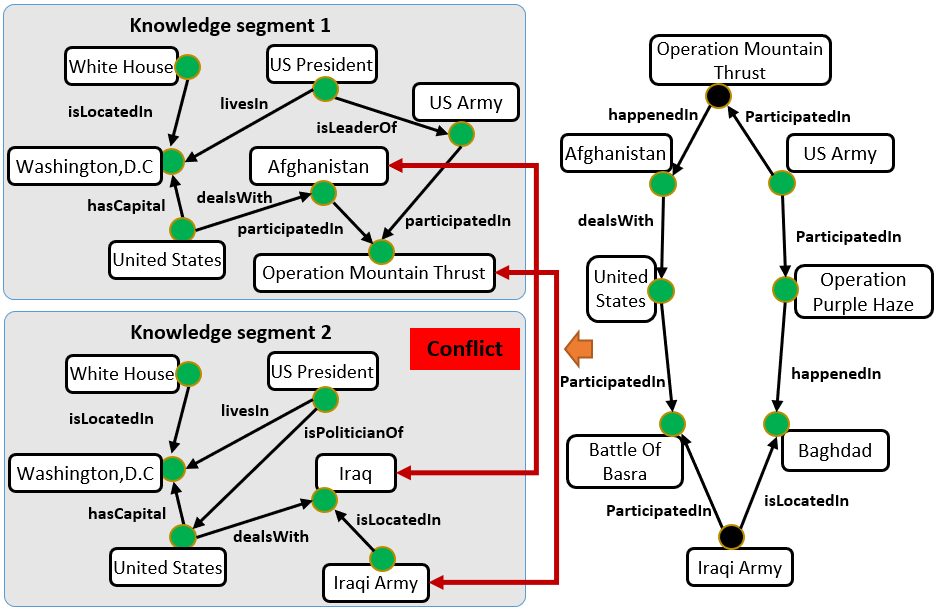 Knowledge segment 1
White House
US President
US Army
isLocatedIn
livesIn
isLeaderOf
Washington,D.C
Afghanistan
hasCapital
dealsWith
participatedIn
participatedIn
United States
Operation Mountain Thrust
Knowledge segment 2
Conflict
White House
US President
isLocatedIn
livesIn
isPoliticianOf
Washington,D.C
Iraq
hasCapital
dealsWith
isLocatedIn
United States
Iraqi Army
Operation Mountain
Thrust
happenedIn
ParticipatedIn
Afghanistan
US Army
dealsWith
ParticipatedIn
United
States
Operation
Purple Haze
ParticipatedIn
happenedIn
Battle Of
Basra
Baghdad
ParticipatedIn
isLocatedIn
Iraqi Army